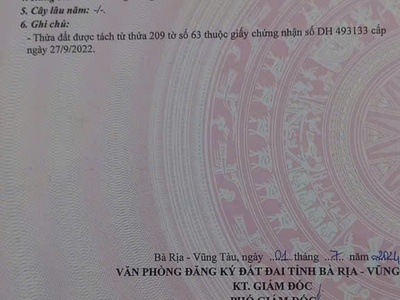 5. Cây lâu năm: -/-.
6. Ghi chú:
- Thửa đất được tách từ thửa 209 tờ số 63 thuộc giấy chứng nhận số DH 493133 cấp
ngày 27/9/2022.
Bà Rịa - Vũng Tàu, ngày ..01 tháng ..7.. năm ..2024
VĂN PHÒNG ĐĂNG KÝ ĐẤT ĐAI TỈNH BÀ RỊA - VŨNG
KT. GIÁM ĐỐC
PHÓ GIÁM ĐỐC